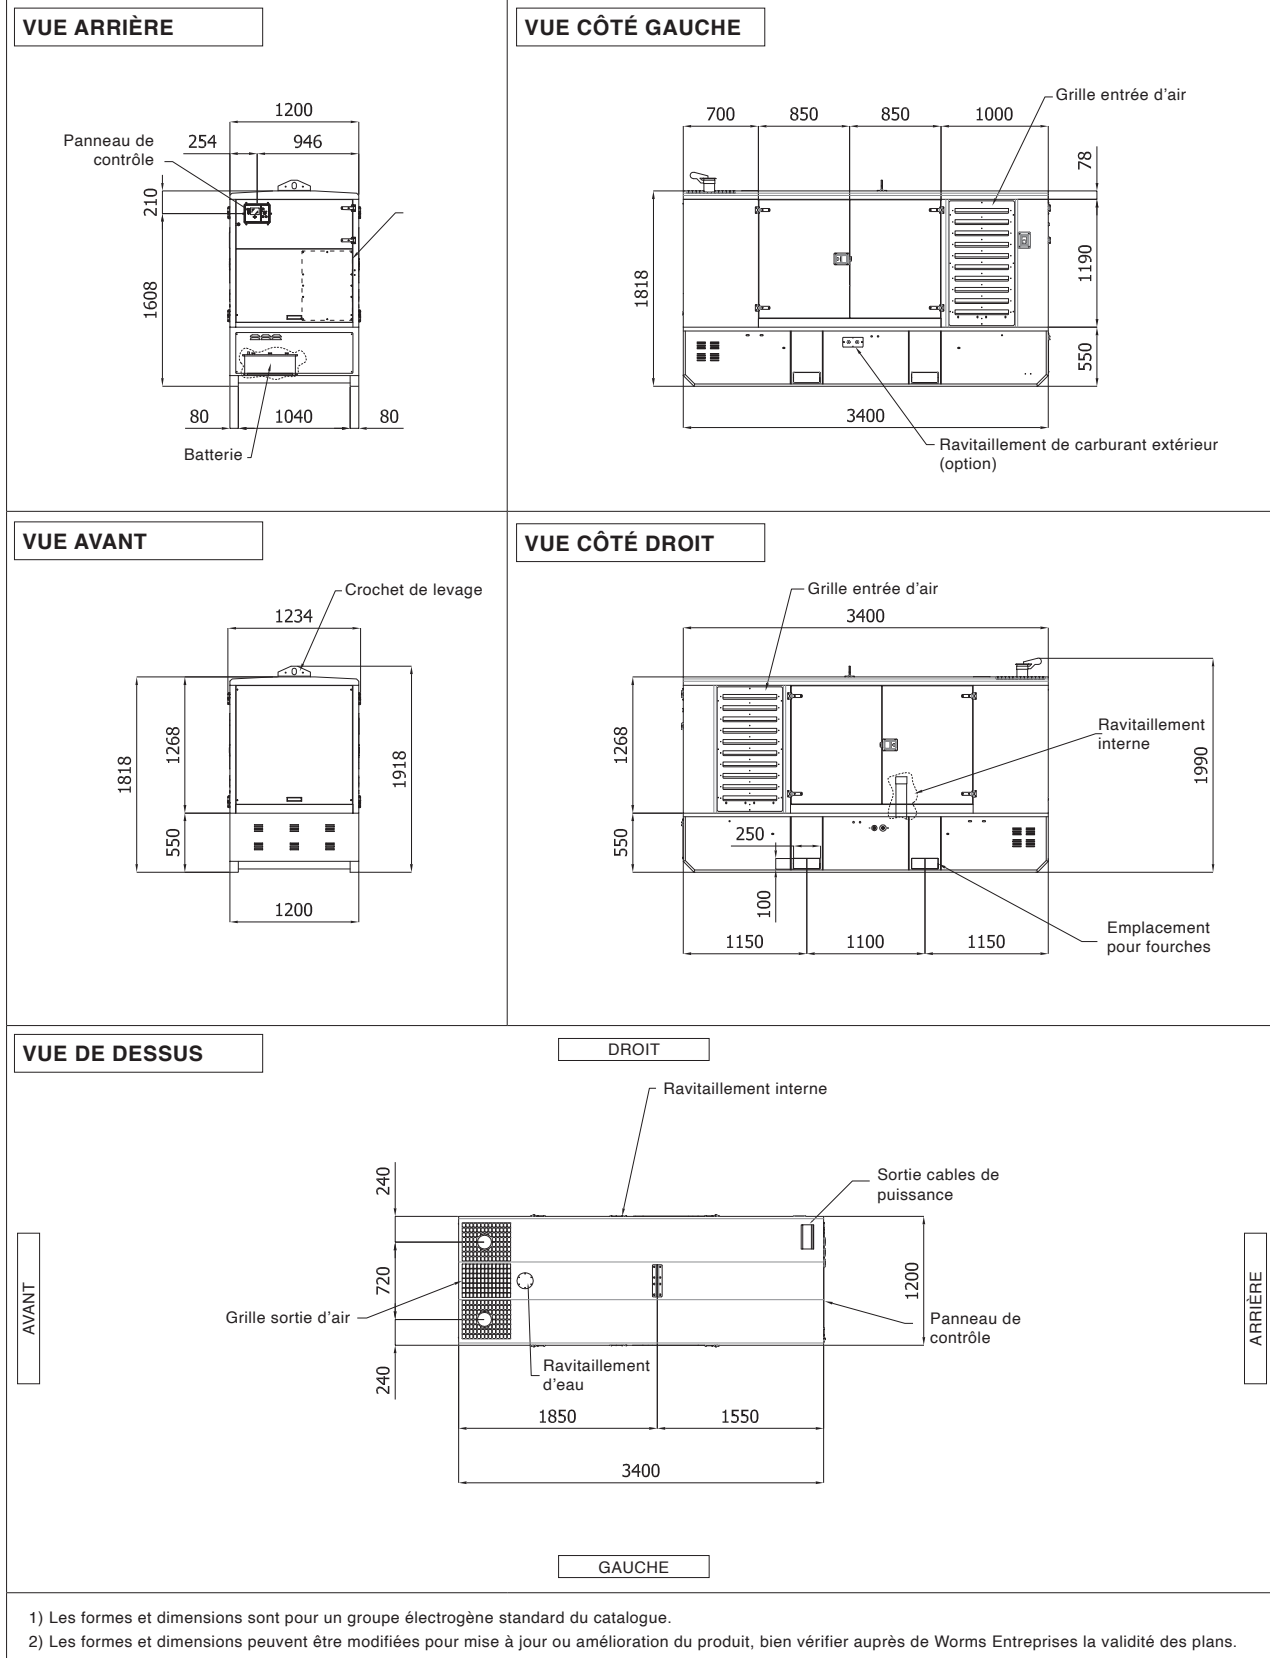 VUE ARRIÈRE
1200
254
946
Panneau de
contrôle
210
1608
80
1040
80
Batterie
VUE CÔTÉ GAUCHE
Grille entrée d'air
700
850
850
1000
78
1818
1190
550
3400
Ravitaillement de carburant extérieur
(option)
VUE AVANT
Crochet de levage
1234
1818
1268
550
1918
1200
VUE CÔTÉ DROIT
Grille entrée d'air
3400
1268
550
Ravitaillement
interne
1990
250
100
1150
1100
1150
Emplacement
pour fourches
VUE DE DESSUS
DROIT
Ravitaillement interne
Sortie cables de
puissance
240
720
240
1200
AVANT
ARRIÈRE
Grille sortie d'air
Panneau de
contrôle
Ravitaillement
d'eau
1850
1550
3400
GAUCHE
1) Les formes et dimensions sont pour un groupe électrogène standard du catalogue.
2) Les formes et dimensions peuvent être modifiées pour mise à jour ou amélioration du produit, bien vérifier auprès de Worms Entreprises la validité des plans.